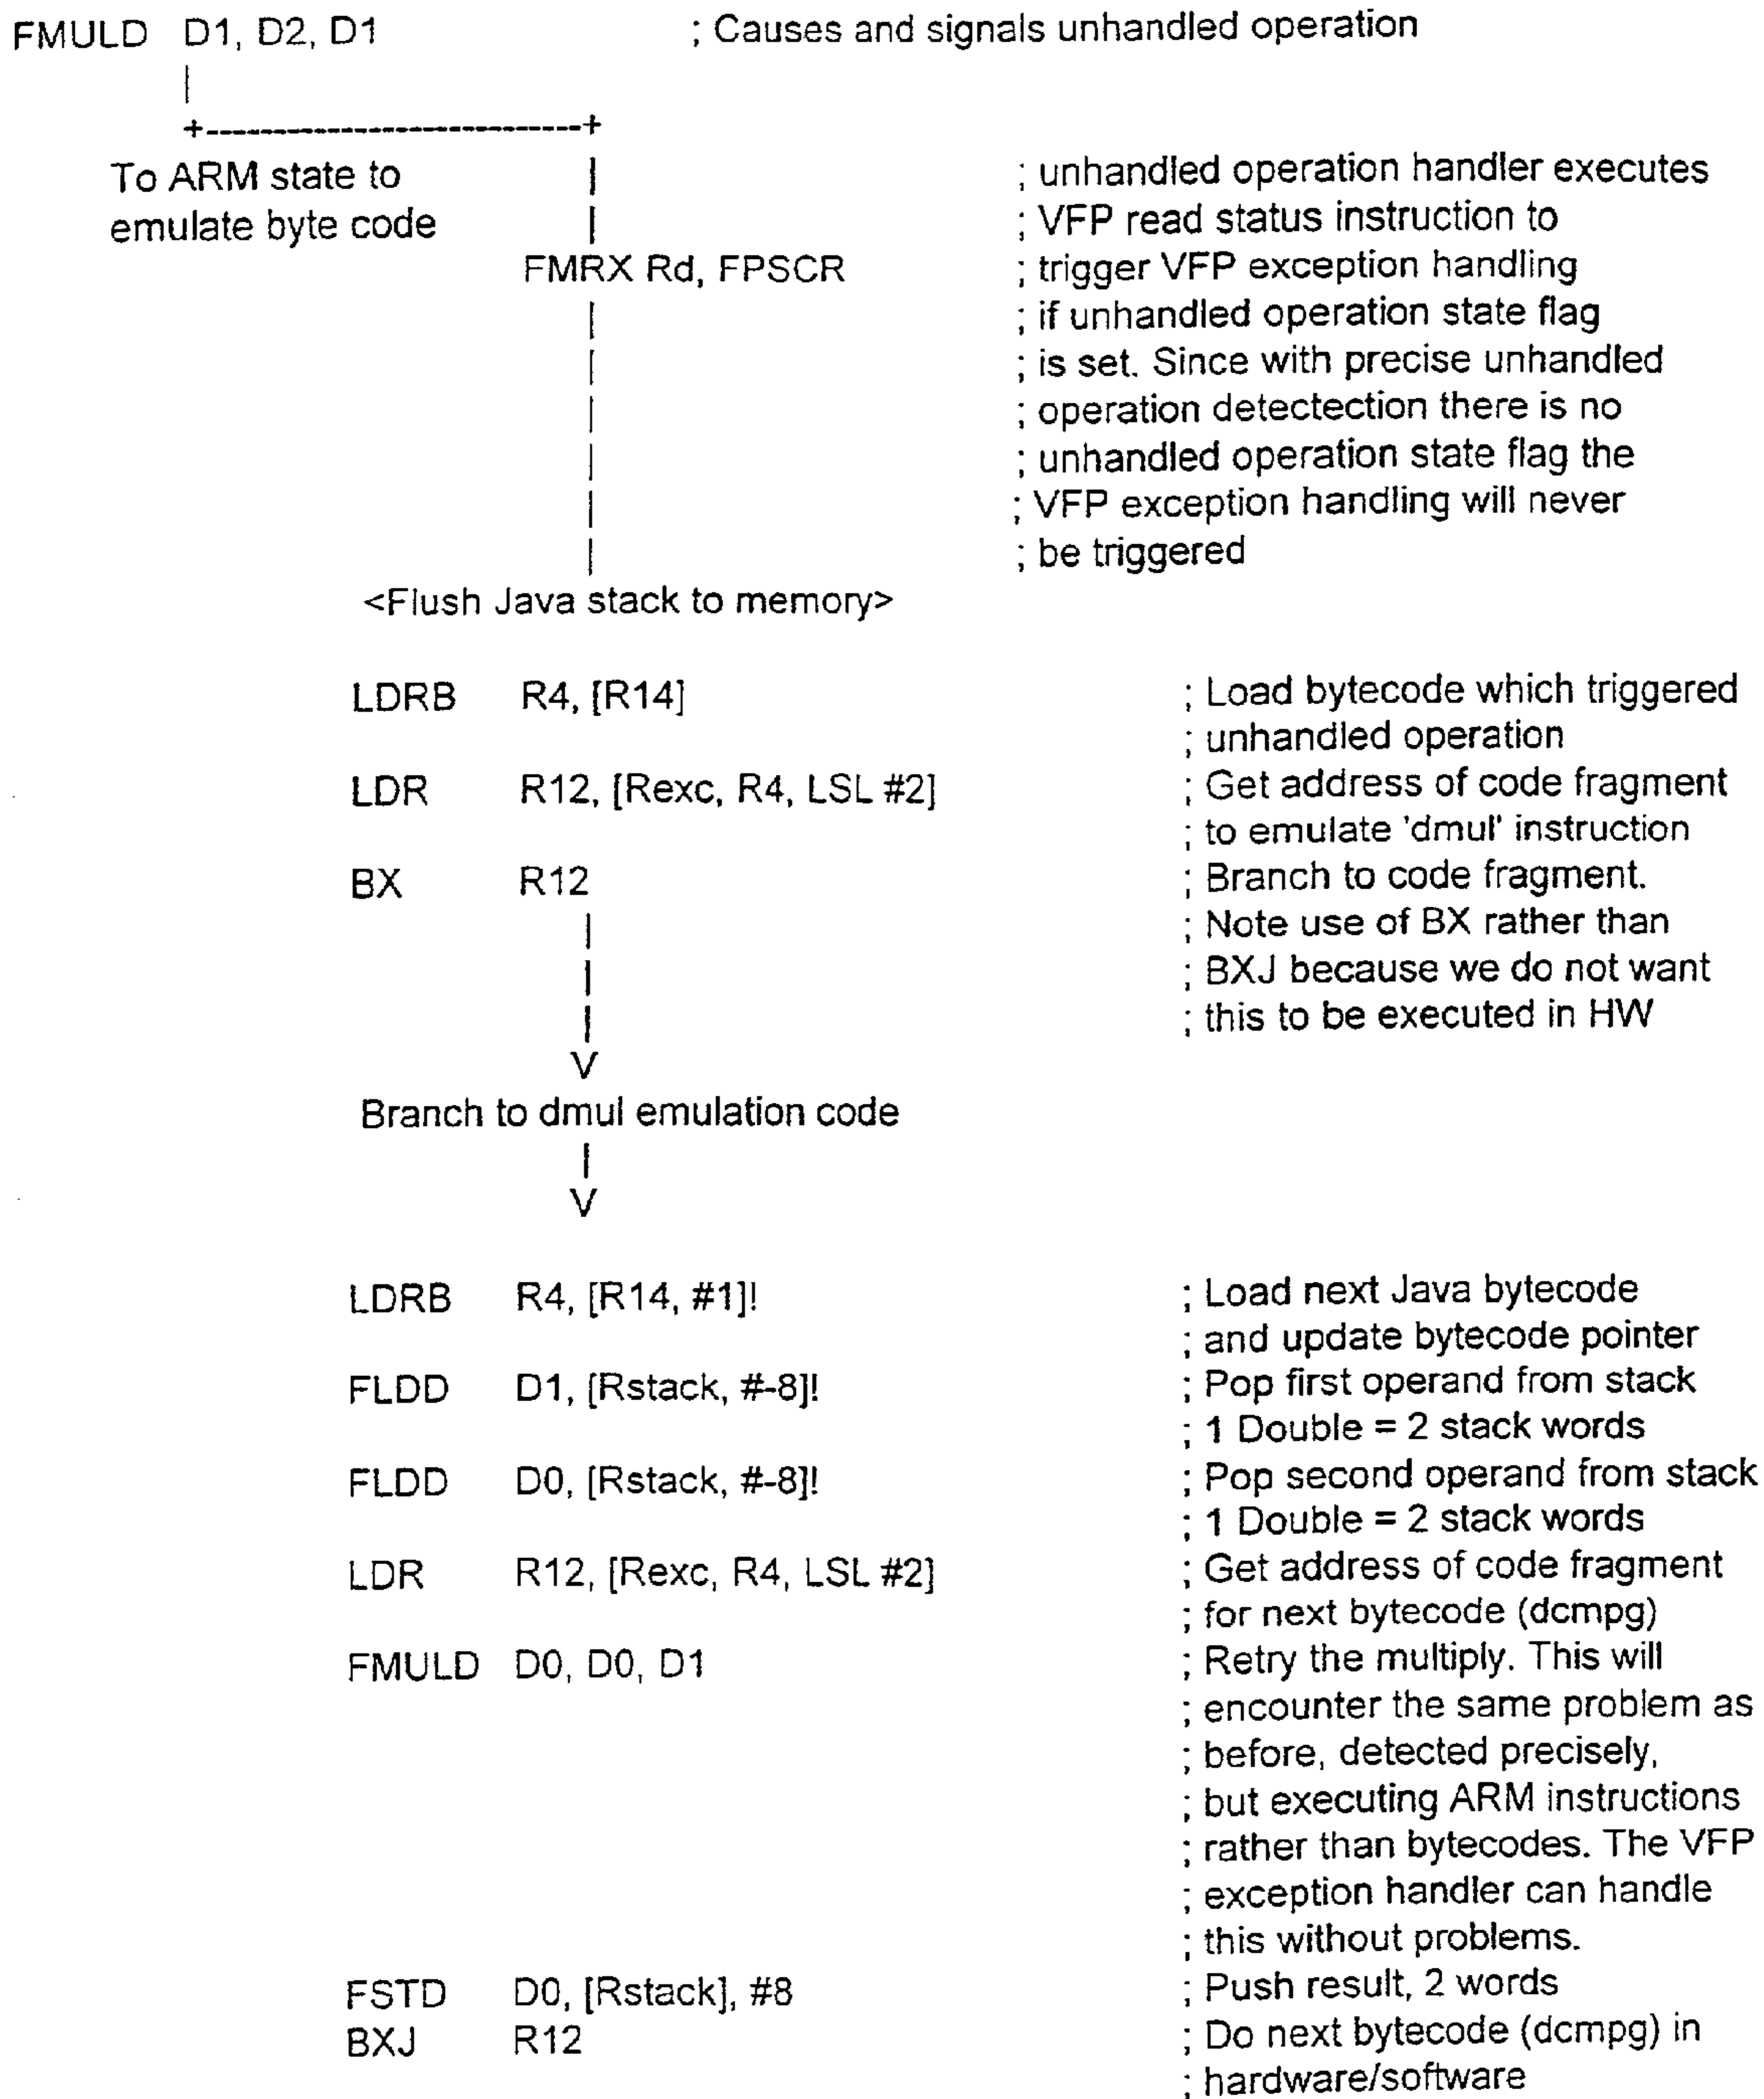 FMULD D1, D2, D1 ; Causes and signals unhandled operation
|
+----------------------------+
To ARM state to | ; unhandled operation handler executes
emulate byte code | ; VFP read status instruction to
FMRX Rd, FPSCR ; trigger VFP exception handling
| ; if unhandled operation state flag
| ; is set. Since with precise unhandled
| ; operation detectection there is no
| ; unhandled operation state flag the
| ; VFP exception handling will never
| ; be triggered
<Flush Java stack to memory>
LDRB R4, [R14] ; Load bytecode which triggered
; unhandled operation
LDR R12, [Rexc, R4, LSL #2] ; Get address of code fragment
; to emulate 'dmul' instruction
BX R12 ; Branch to code fragment.
| ; Note use of BX rather than
| ; BXJ because we do not want
| ; this to be executed in HW
V
Branch to dmul emulation code
|
V
LDRB R4, [R14, #1]! ; Load next Java bytecode
; and update bytecode pointer
FLDD D1, [Rstack, #-8]! ; Pop first operand from stack
; 1 Double = 2 stack words
FLDD D0, [Rstack, #-8]! ; Pop second operand from stack
; 1 Double = 2 stack words
LDR R12, [Rexc, R4, LSL #2] ; Get address of code fragment
; for next bytecode (dcmpg)
FMULD D0, D0, D1 ; Retry the multiply. This will
; encounter the same problem as
; before, detected precisely,
; but executing ARM instructions
; rather than bytecodes. The VFP
; exception handler can handle
; this without problems.
FSTD D0, [Rstack], #8 ; Push result, 2 words
BXJ R12 ; Do next bytecode (dcmpg) in
; hardware/software